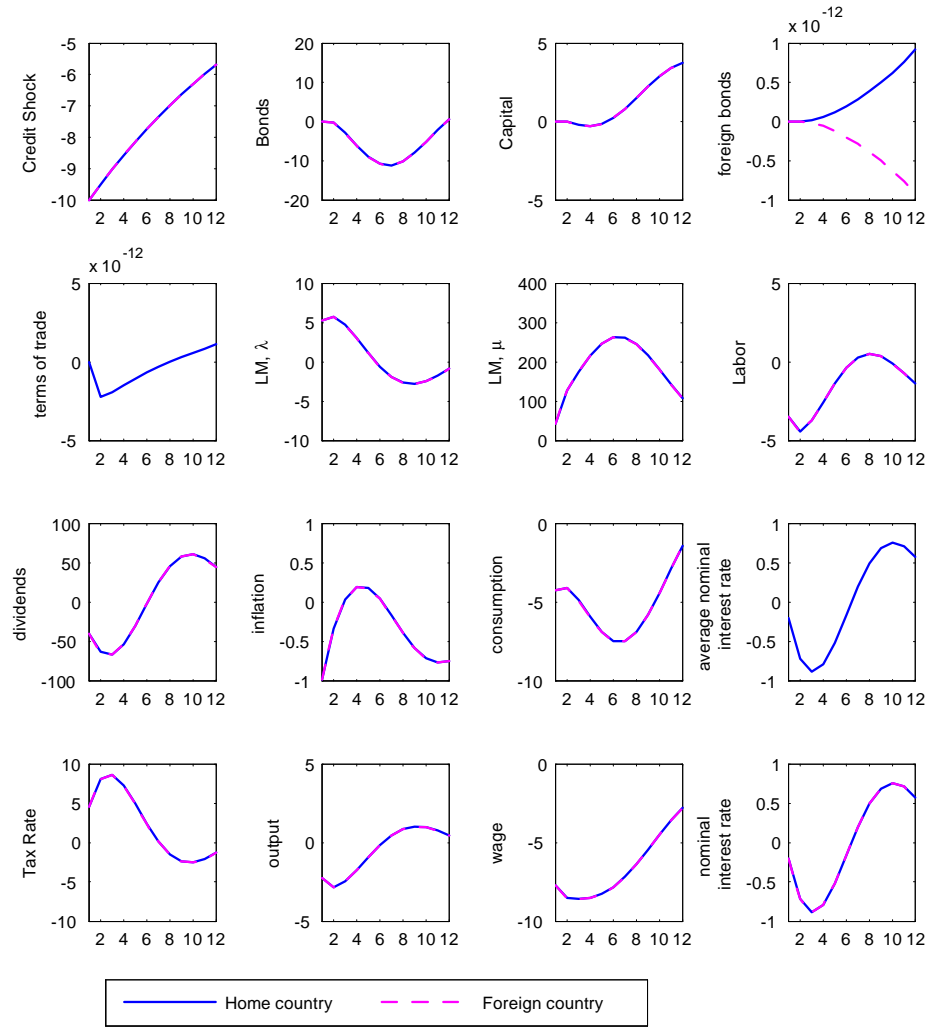 x 10⁻¹²
-5 20 5 1
-6 10 0.5
-7
Credit Shock Bonds 0 Capital 0 foreign bonds 0
-8
-9 -10 -0.5
-10 -20 -5 -1
2 4 6 8 10 12 2 4 6 8 10 12 2 4 6 8 10 12 2 4 6 8 10 12
x 10⁻¹²
5 10 400 5
5 300
terms of trade 0 LM, λ 0 LM, μ 200 Labor 0
-5 100
-5 -10 0 -5
2 4 6 8 10 12 2 4 6 8 10 12 2 4 6 8 10 12 2 4 6 8 10 12
100 1 0 1
50 0.5 0.5
dividends 0 inflation 0 consumption -5 average nominal interest rate 0
-50 -0.5 -0.5
-100 -1 -10 -1
2 4 6 8 10 12 2 4 6 8 10 12 2 4 6 8 10 12 2 4 6 8 10 12
10 5 0 1
5 0.5
Tax Rate 0 output 0 wage -5 nominal interest rate 0
-5 -0.5
-10 -5 -10 -1
2 4 6 8 10 12 2 4 6 8 10 12 2 4 6 8 10 12 2 4 6 8 10 12
Home country Foreign country